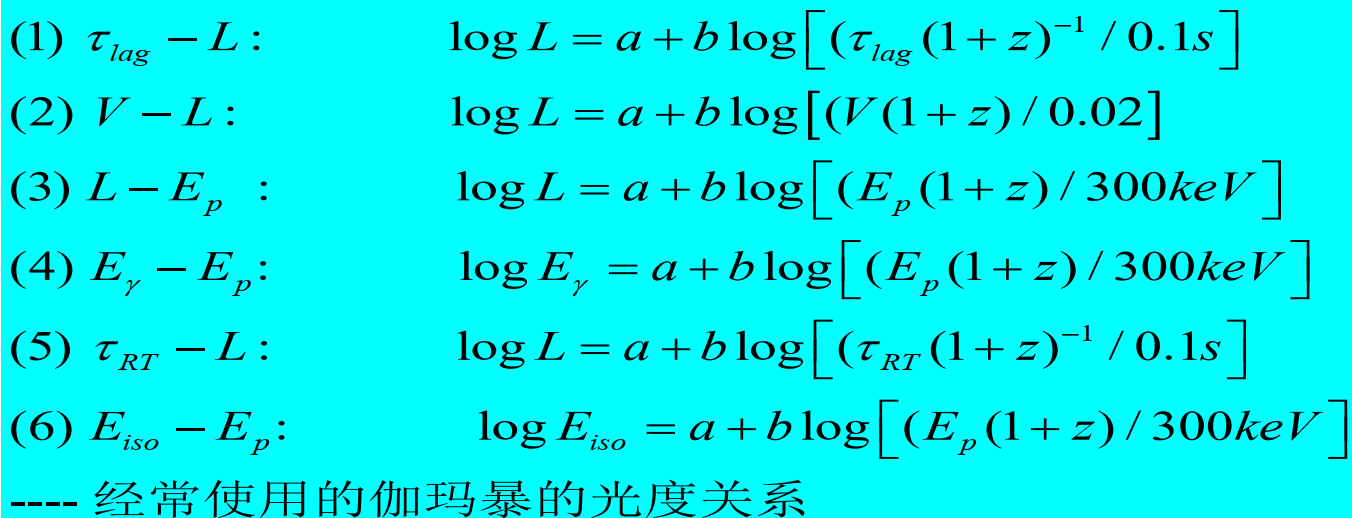 (1) τ_lag − L :  log L = a + b log[(τ_lag (1 + z)⁻¹ / 0.1s]
(2) V − L :  log L = a + b log[(V(1 + z) / 0.02]
(3) L − E_p :  log L = a + b log[(E_p(1 + z) / 300keV]
(4) E_γ − E_p:  log E_γ = a + b log[(E_p(1 + z) / 300keV]
(5) τ_RT − L :  log L = a + b log[(τ_RT (1 + z)⁻¹ / 0.1s]
(6) E_iso − E_p:  log E_iso = a + b log[(E_p(1 + z) / 300keV]
---- 经常使用的伽玛暴的光度关系